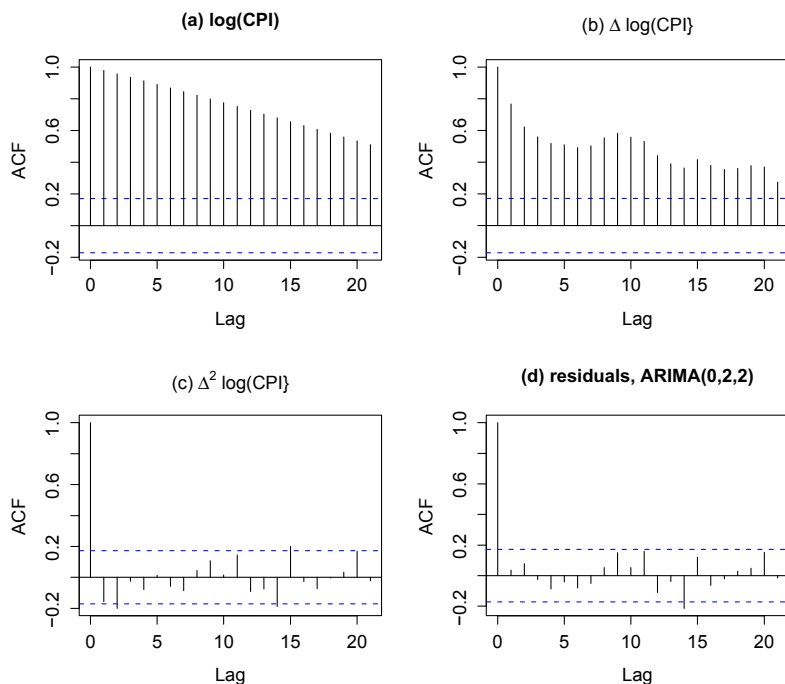 (a) log(CPI)
ACF
−0.2 0.2 0.6 1.0
0 5 10 15 20
Lag
(b) Δ log(CPI}
ACF
−0.2 0.2 0.6 1.0
0 5 10 15 20
Lag
(c) Δ² log(CPI}
ACF
−0.2 0.2 0.6 1.0
0 5 10 15 20
Lag
(d) residuals, ARIMA(0,2,2)
ACF
−0.2 0.2 0.6 1.0
0 5 10 15 20
Lag